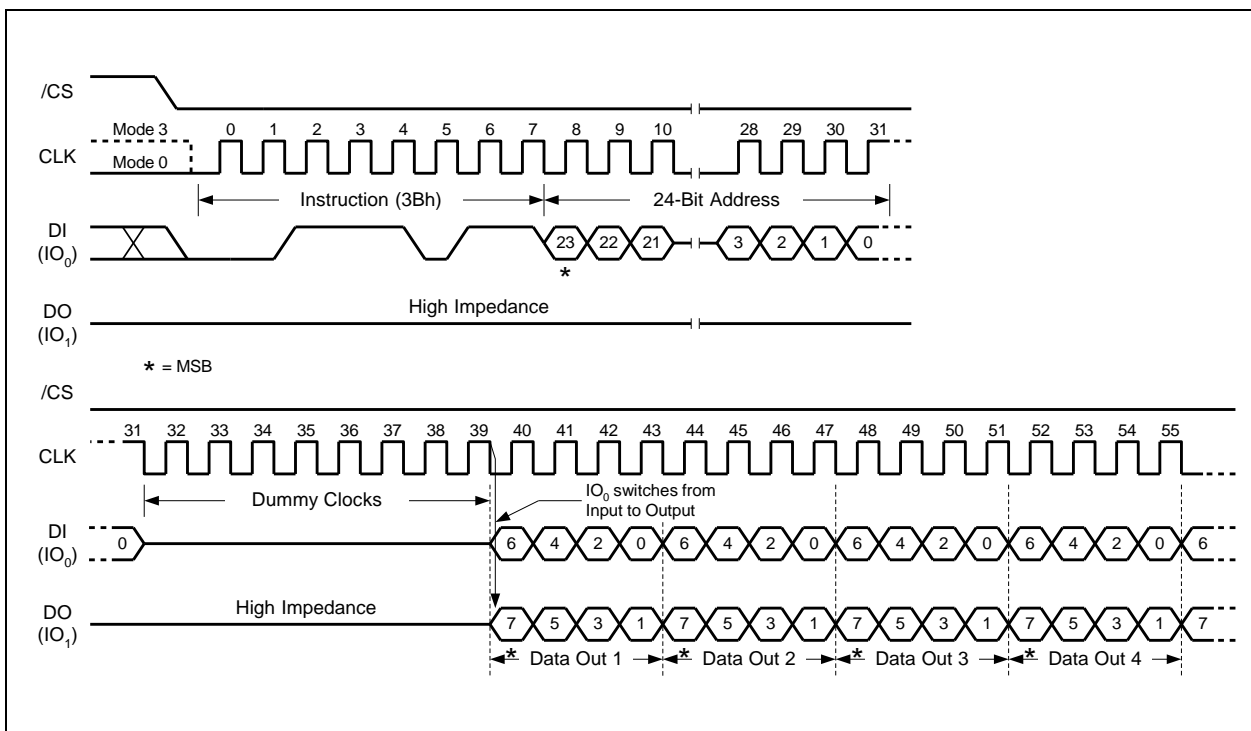 /CS
Mode 3 0 1 2 3 4 5 6 7 8 9 10 28 29 30 31
CLK Mode 0
Instruction (3Bh) 24-Bit Address
DI
(IO0) 23 22 21 3 2 1 0
*
DO High Impedance
(IO1)
* = MSB
/CS
31 32 33 34 35 36 37 38 39 40 41 42 43 44 45 46 47 48 49 50 51 52 53 54 55
CLK
Dummy Clocks IO0 switches from
Input to Output
DI
(IO0) 0 6 4 2 0 6 4 2 0 6 4 2 0 6 4 2 0 6
DO High Impedance
(IO1) 7 5 3 1 7 5 3 1 7 5 3 1 7 5 3 1 7
* Data Out 1 * Data Out 2 * Data Out 3 * Data Out 4